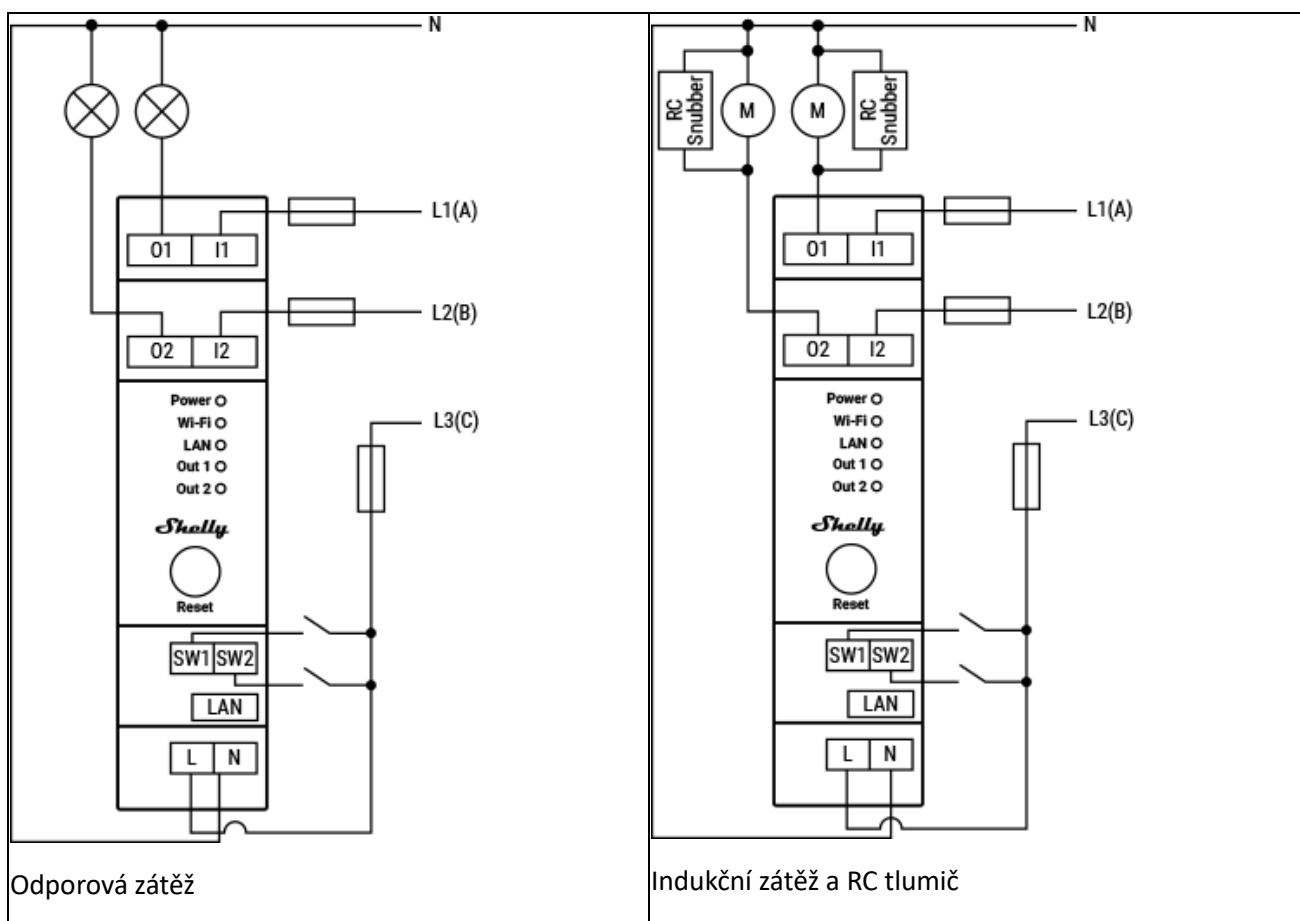 N
L1(A)
O1 I1
L2(B)
O2 I2
Power
Wi-Fi
L3(C)
LAN
Out 1
Out 2
Shelly
Reset
SW1 SW2
LAN
L N
Odporová zátěž
N
RC Snubber
M
M
RC Snubber
L1(A)
O1 I1
L2(B)
O2 I2
Power
Wi-Fi
L3(C)
LAN
Out 1
Out 2
Shelly
Reset
SW1 SW2
LAN
L N
Indukční zátěž a RC tlumič